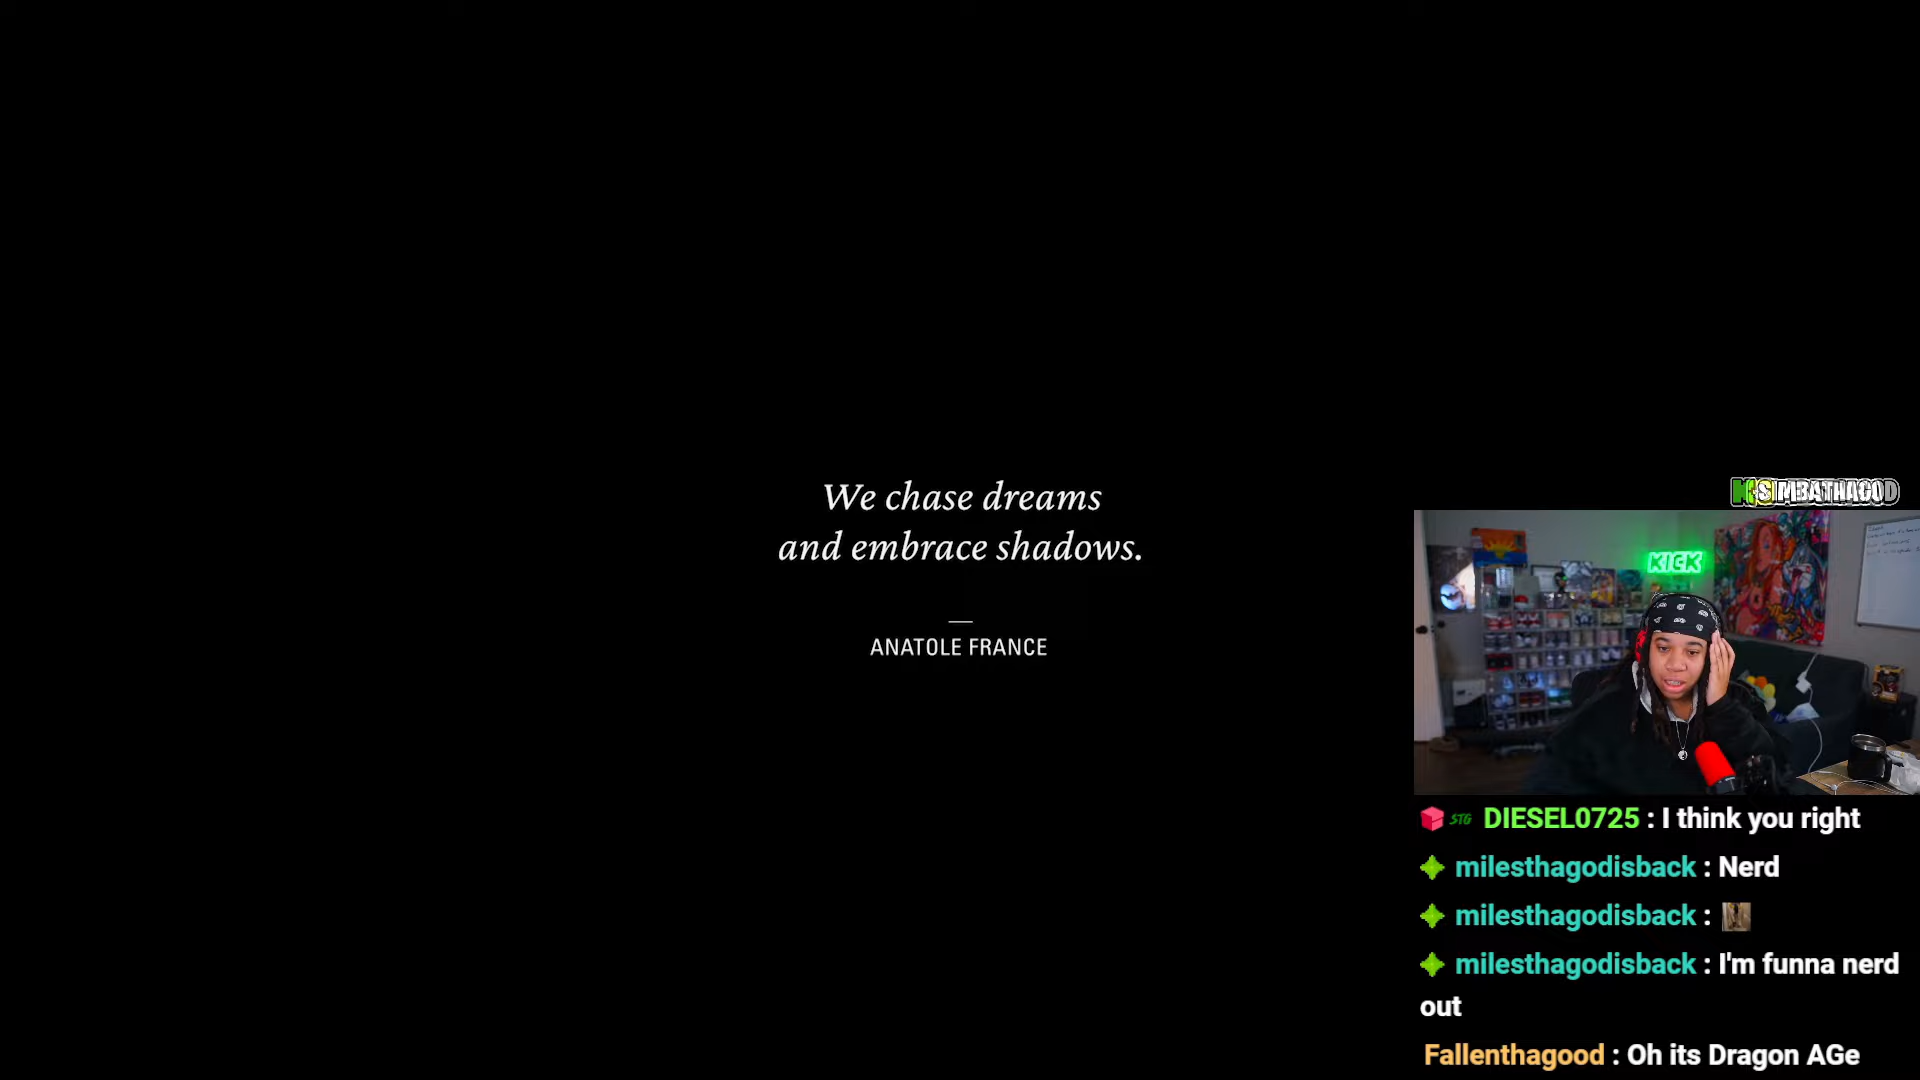 We chase dreams
and embrace shadows.
ANATOLE FRANCE
SIMBATHAGOD
KICK
STG DIESEL0725 : I think you right
milesthagodisback : Nerd
milesthagodisback :
milesthagodisback : I'm funna nerd
out
Fallenthagood : Oh its Dragon AGe